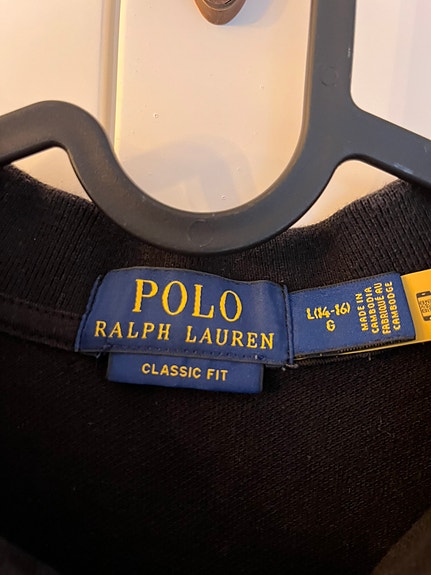 POLO
RALPH LAUREN
CLASSIC FIT
L(14-16)
G
MADE IN
CAMBODIA
FABRIQUÉ AU
CAMBODGE